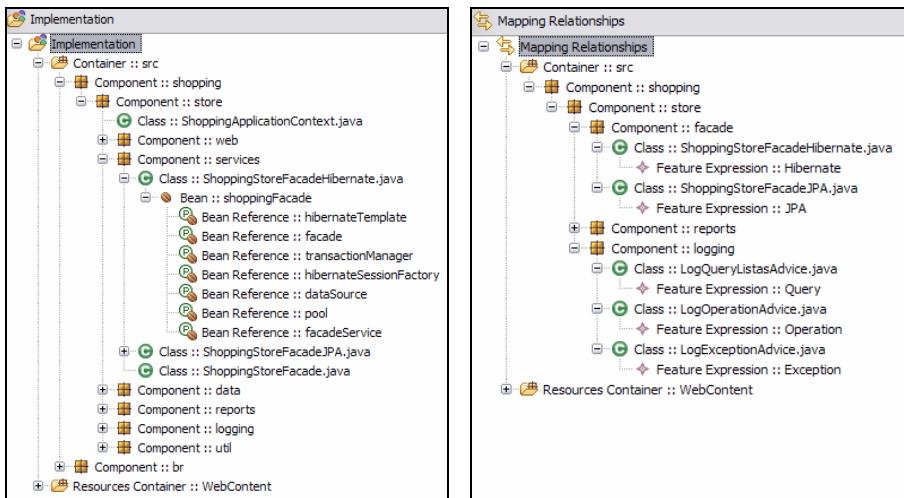 Implementation
Implementation
Container :: src
Component :: shopping
Component :: store
Class :: ShoppingApplicationContext.java
Component :: web
Component :: services
Class :: ShoppingStoreFacadeHibernate.java
Bean :: shoppingFacade
Bean Reference :: hibernateTemplate
Bean Reference :: facade
Bean Reference :: transactionManager
Bean Reference :: hibernateSessionFactory
Bean Reference :: dataSource
Bean Reference :: pool
Bean Reference :: facadeService
Class :: ShoppingStoreFacadeJPA.java
Class :: ShoppingStoreFacade.java
Component :: data
Component :: reports
Component :: logging
Component :: util
Component :: br
Resources Container :: WebContent
Mapping Relationships
Mapping Relationships
Container :: src
Component :: shopping
Component :: store
Component :: facade
Class :: ShoppingStoreFacadeHibernate.java
Feature Expression :: Hibernate
Class :: ShoppingStoreFacadeJPA.java
Feature Expression :: JPA
Component :: reports
Component :: logging
Class :: LogQueryListasAdvice.java
Feature Expression :: Query
Class :: LogOperationAdvice.java
Feature Expression :: Operation
Class :: LogExceptionAdvice.java
Feature Expression :: Exception
Resources Container :: WebContent